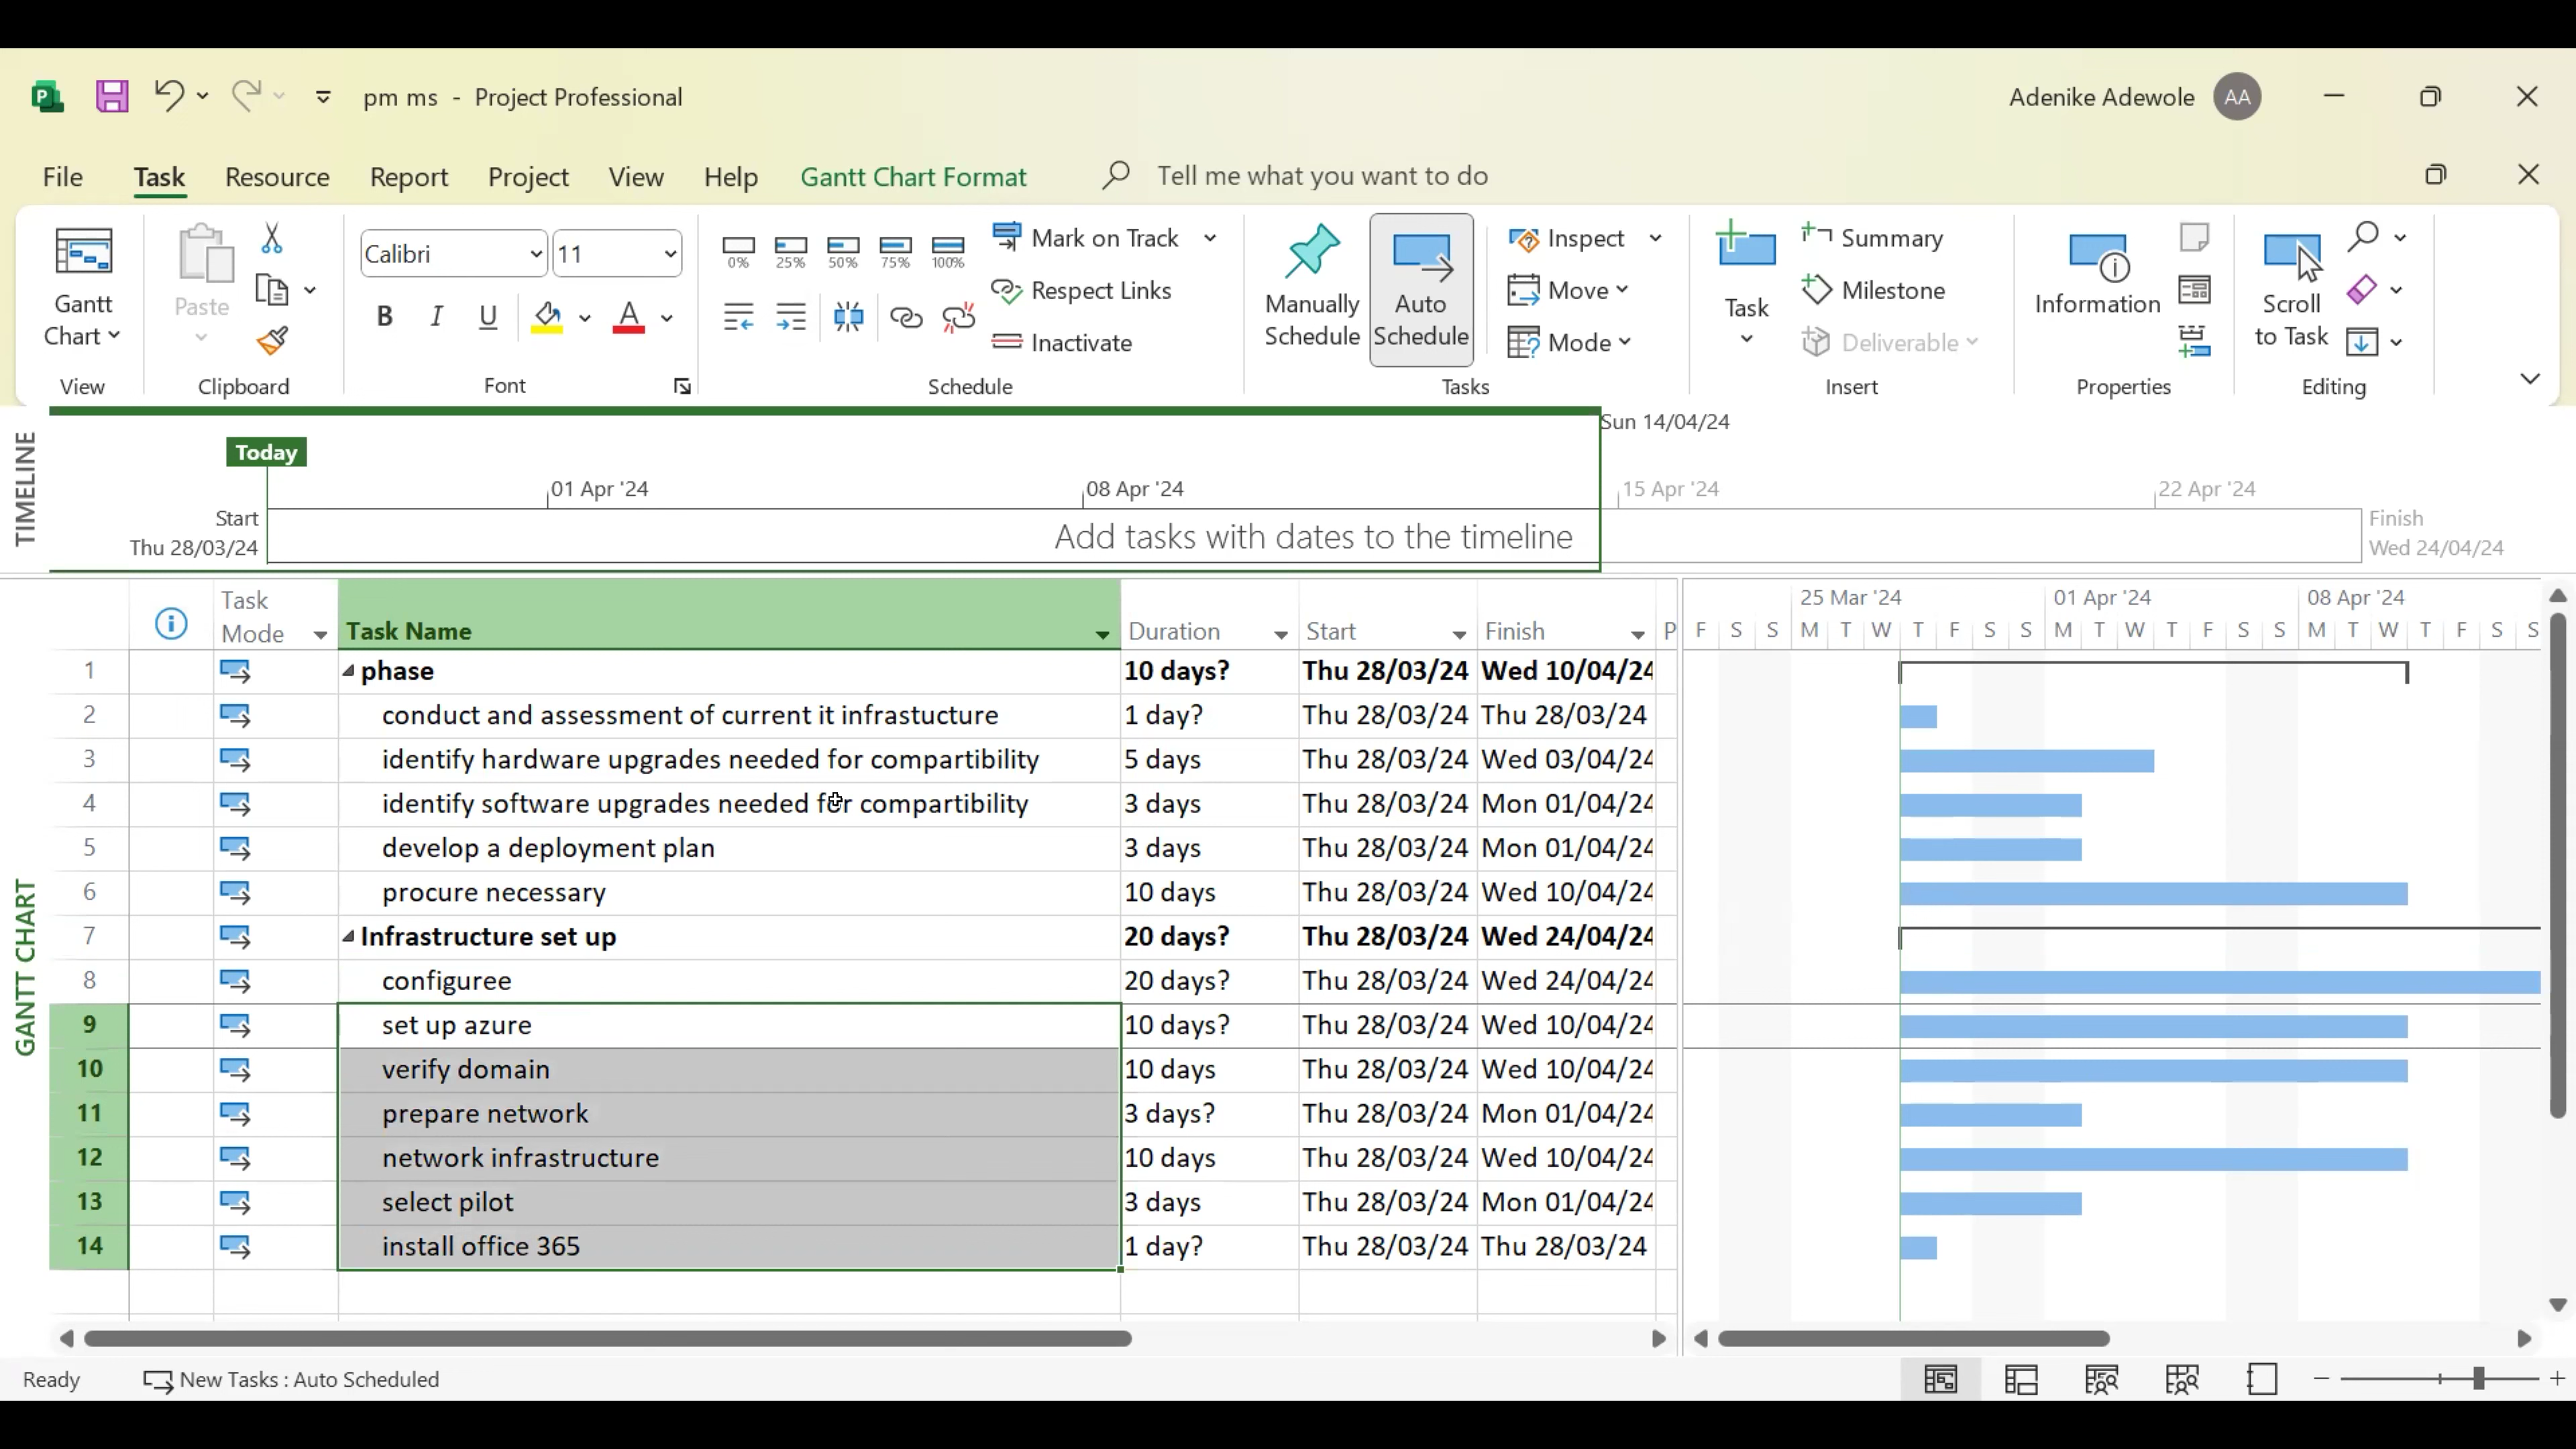 pm ms - Project Professional
Adenike Adewole AA
File Task Resource Report Project View Help Gantt Chart Format Tell me what you want to do
Gantt Chart
View
Paste
Clipboard
Calibri 11
B I U A
Font
0% 25% 50% 75% 100%
Mark on Track
Respect Links
Inactivate
Schedule
Manually Schedule
Auto Schedule
Inspect
Move
Mode
Tasks
Task
Summary
Milestone
Deliverable
Insert
Information
Properties
Scroll to Task
Editing
TIMELINE
Sun 14/04/24
Today
01 Apr '24 08 Apr '24 15 Apr '24 22 Apr '24
Start
Thu 28/03/24
Add tasks with dates to the timeline
Finish
Wed 24/04/24
GANTT CHART
Task Mode Task Name Duration Start Finish P
25 Mar '24 01 Apr '24 08 Apr '24
F S S M T W T F S S M T W T F S S M T W T F S S
1 phase 10 days? Thu 28/03/24 Wed 10/04/24
2 conduct and assessment of current it infrastucture 1 day? Thu 28/03/24 Thu 28/03/24
3 identify hardware upgrades needed for compartibility 5 days Thu 28/03/24 Wed 03/04/24
4 identify software upgrades needed for compartibility 3 days Thu 28/03/24 Mon 01/04/24
5 develop a deployment plan 3 days Thu 28/03/24 Mon 01/04/24
6 procure necessary 10 days Thu 28/03/24 Wed 10/04/24
7 Infrastructure set up 20 days? Thu 28/03/24 Wed 24/04/24
8 configuree 20 days? Thu 28/03/24 Wed 24/04/24
9 set up azure 10 days? Thu 28/03/24 Wed 10/04/24
10 verify domain 10 days Thu 28/03/24 Wed 10/04/24
11 prepare network 3 days? Thu 28/03/24 Mon 01/04/24
12 network infrastructure 10 days Thu 28/03/24 Wed 10/04/24
13 select pilot 3 days Thu 28/03/24 Mon 01/04/24
14 install office 365 1 day? Thu 28/03/24 Thu 28/03/24
Ready New Tasks : Auto Scheduled